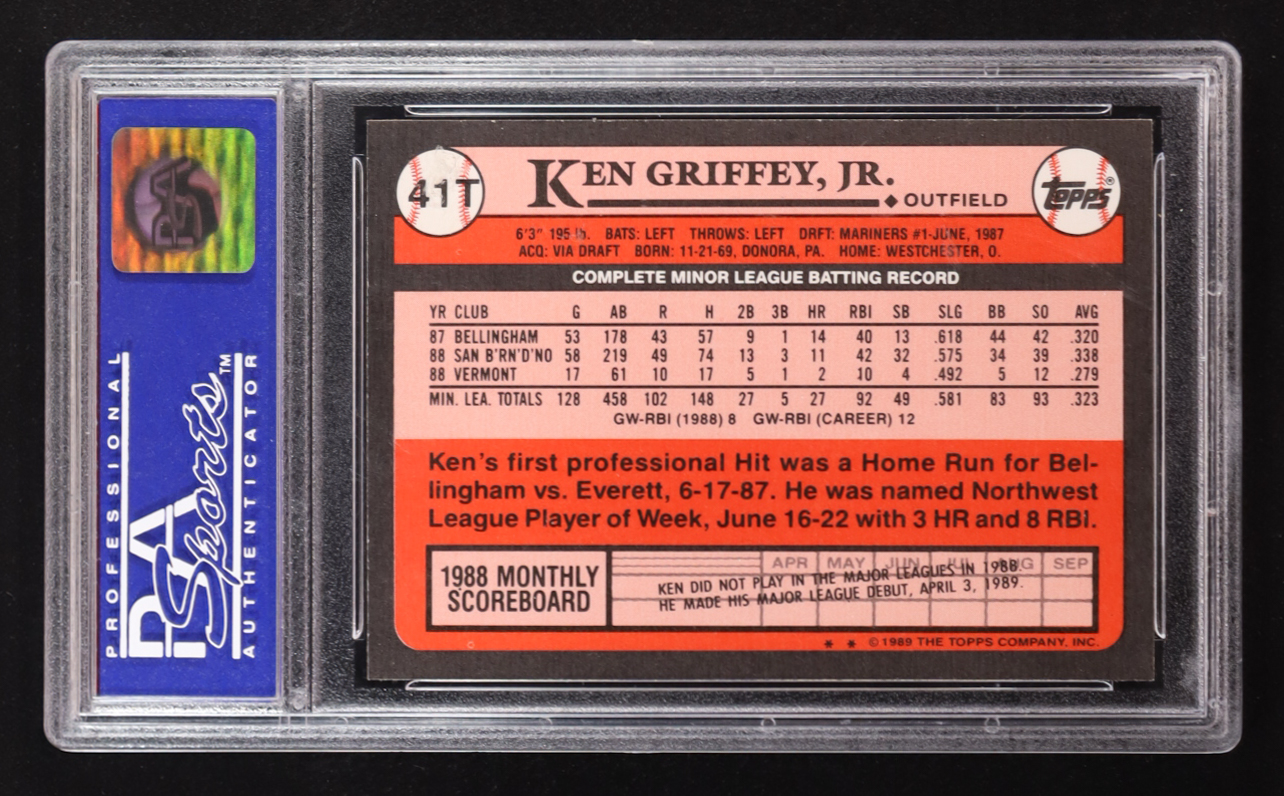 PROFESSIONAL
PSA
Sports™
AUTHENTICATOR
PSA
41T
KEN GRIFFEY, JR.
OUTFIELD
TOPPS®
6'3" 195 lb. BATS: LEFT THROWS: LEFT DRFT: MARINERS #1-JUNE, 1987
ACQ: VIA DRAFT BORN: 11-21-69, DONORA, PA. HOME: WESTCHESTER, O.
COMPLETE MINOR LEAGUE BATTING RECORD
YR CLUB G AB R H 2B 3B HR RBI SB SLG BB SO AVG
87 BELLINGHAM 53 178 43 57 9 1 14 40 13 .618 44 42 .320
88 SAN B'RN'D'NO 58 219 49 74 13 3 11 42 32 .575 34 39 .338
88 VERMONT 17 61 10 17 5 1 2 10 4 .492 5 12 .279
MIN. LEA. TOTALS 128 458 102 148 27 5 27 92 49 .581 83 93 .323
GW-RBI (1988) 8 GW-RBI (CAREER) 12
Ken's first professional Hit was a Home Run for Bel-
lingham vs. Everett, 6-17-87. He was named Northwest
League Player of Week, June 16-22 with 3 HR and 8 RBI.
1988 MONTHLY
SCOREBOARD
APR MAY JUN JUL AUG SEP
KEN DID NOT PLAY IN THE MAJOR LEAGUES IN 1988.
HE MADE HIS MAJOR LEAGUE DEBUT, APRIL 3, 1989.
* * ©1989 THE TOPPS COMPANY, INC.